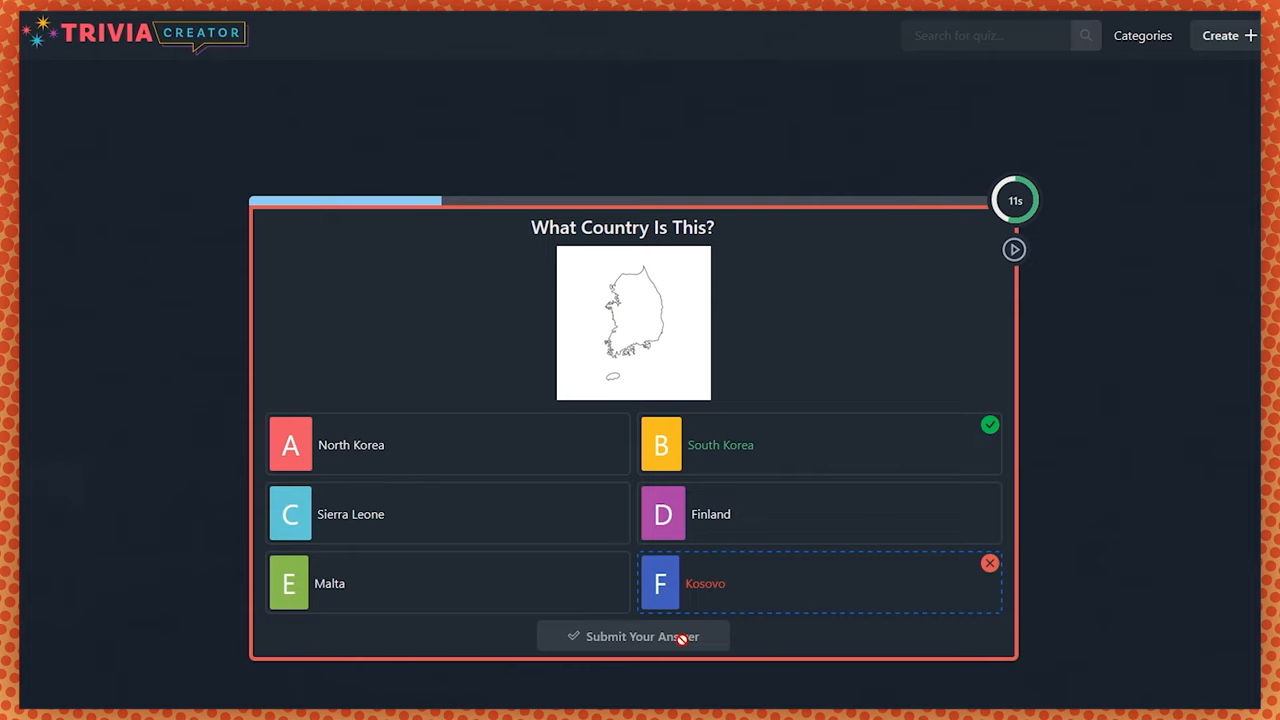 TRIVIA CREATOR
Search for quiz...
Categories
Create +
11s
What Country Is This?
A North Korea
B South Korea
C Sierra Leone
D Finland
E Malta
F Kosovo
Submit Your Answer